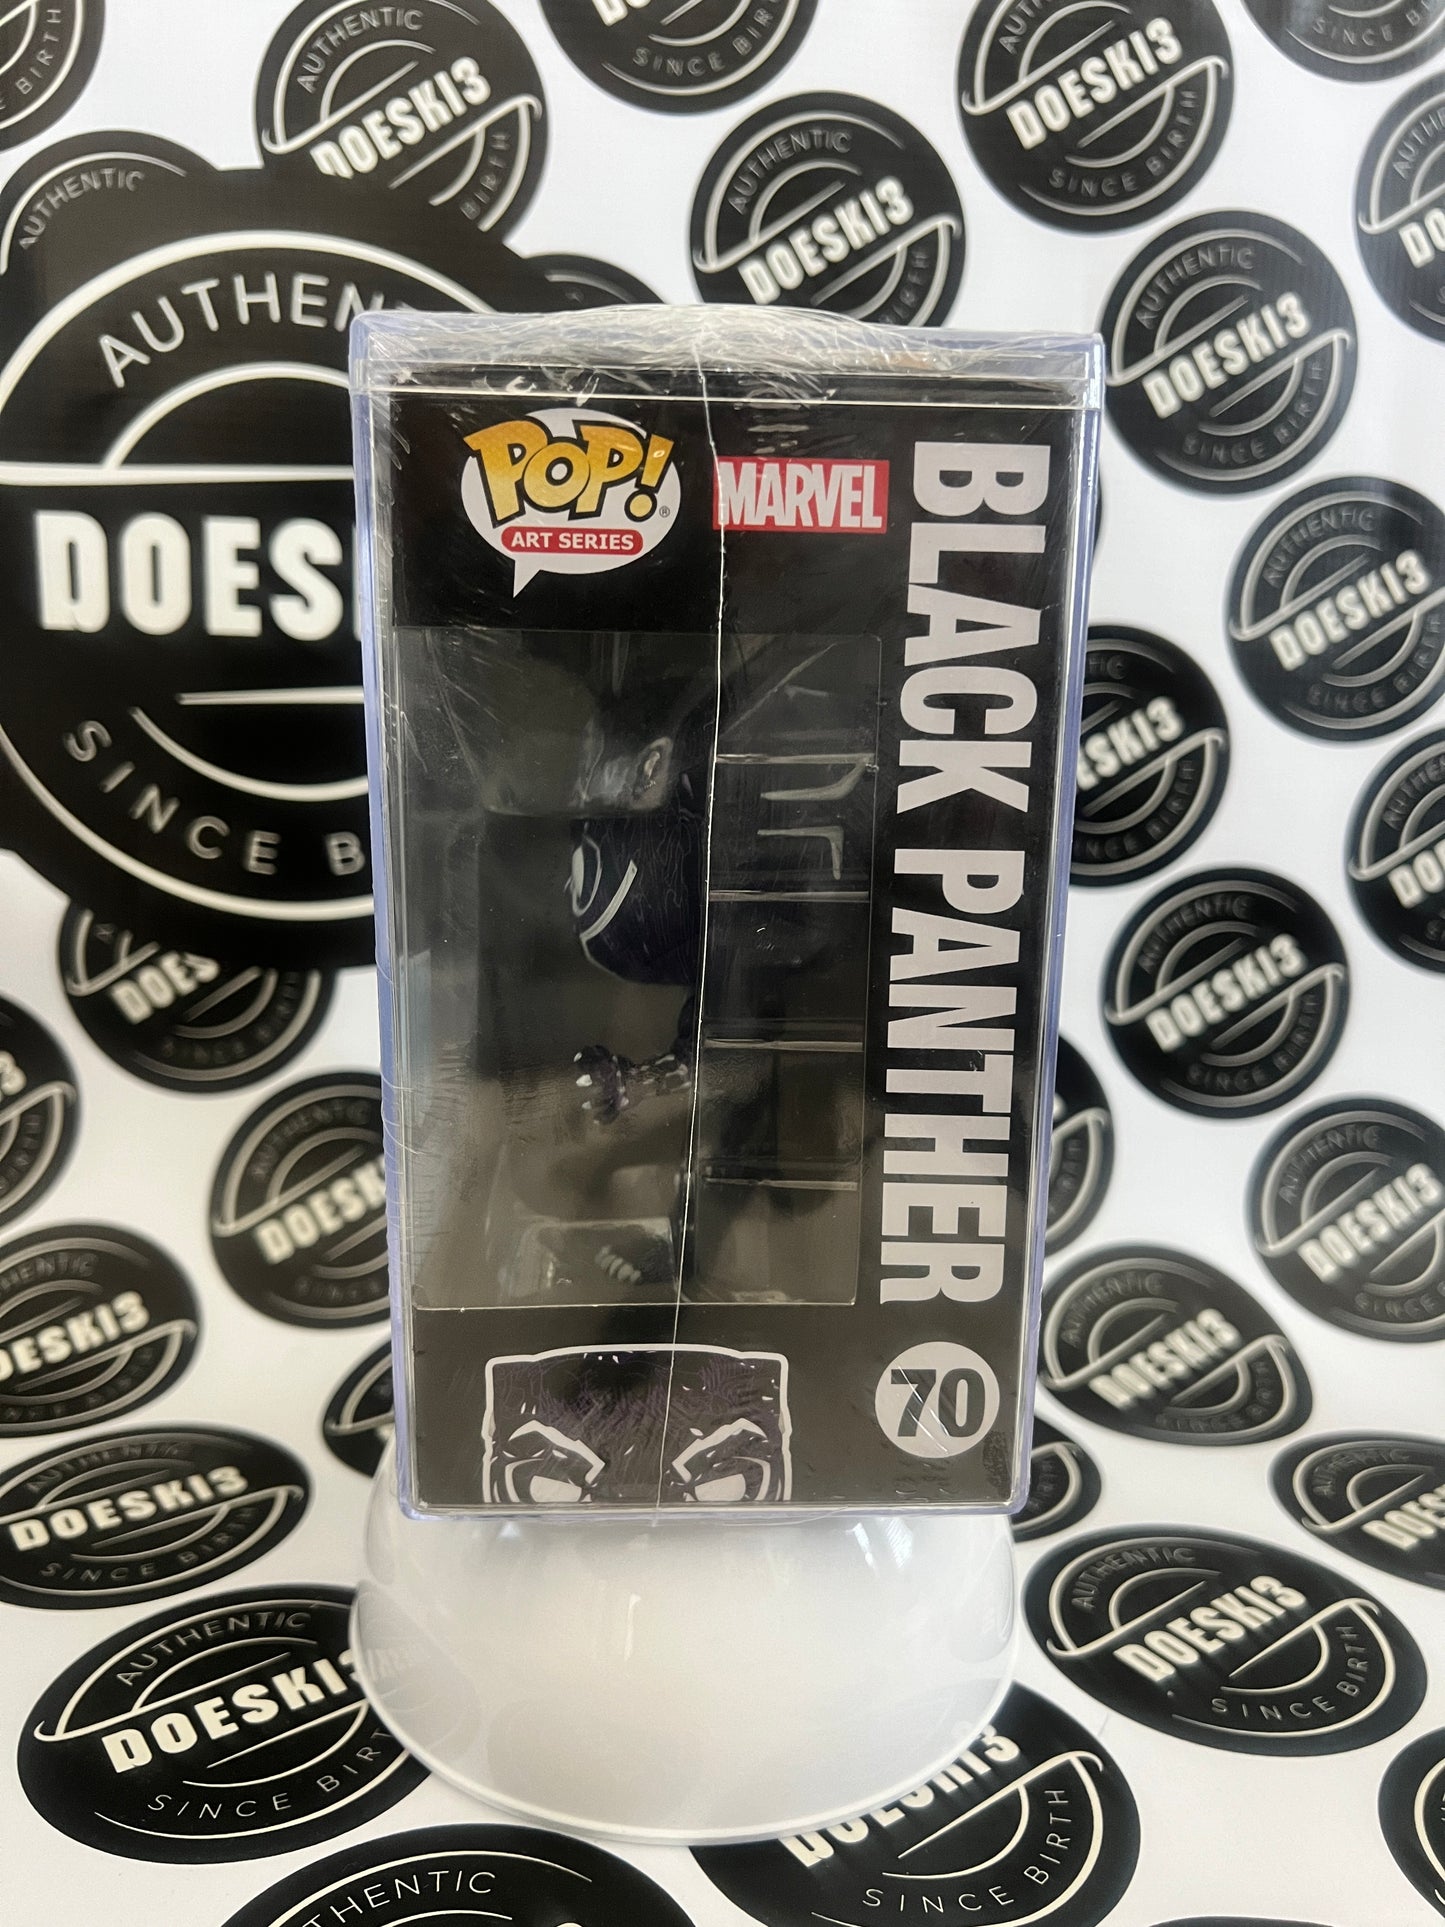 AUTHENTIC
DOESKI3
SINCE BIRTH
POP!
®
ART SERIES
MARVEL
BLACK PANTHER
70